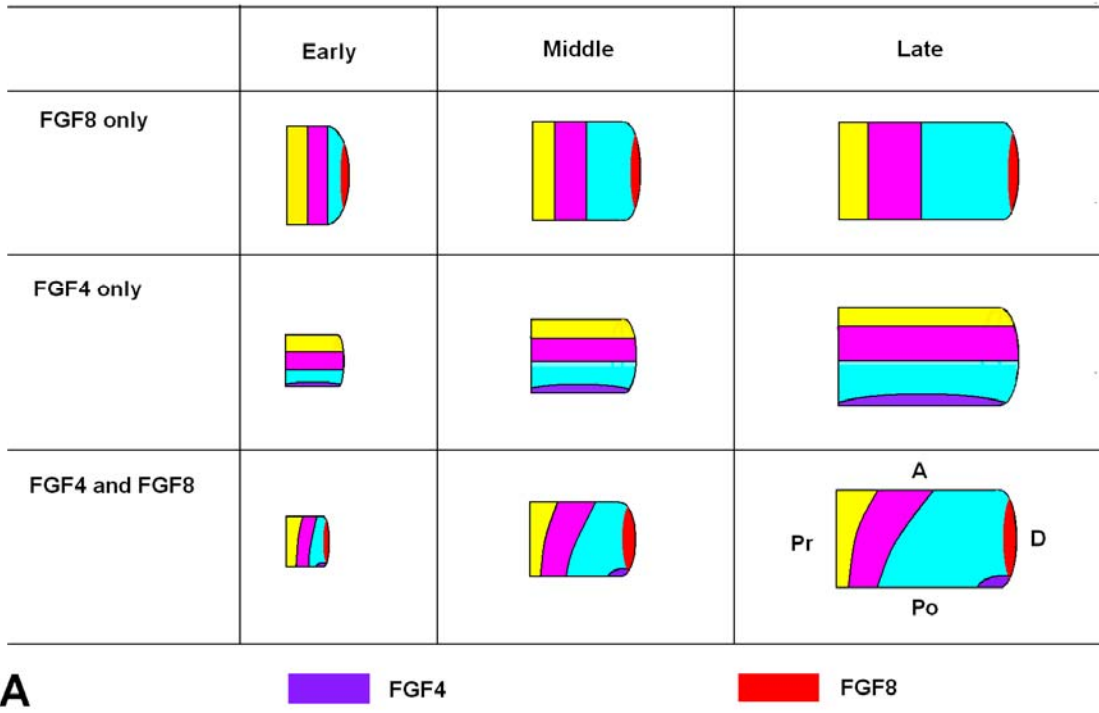 Early Middle Late
FGF8 only
FGF4 only
FGF4 and FGF8
A
Pr D
Po
A FGF4 FGF8